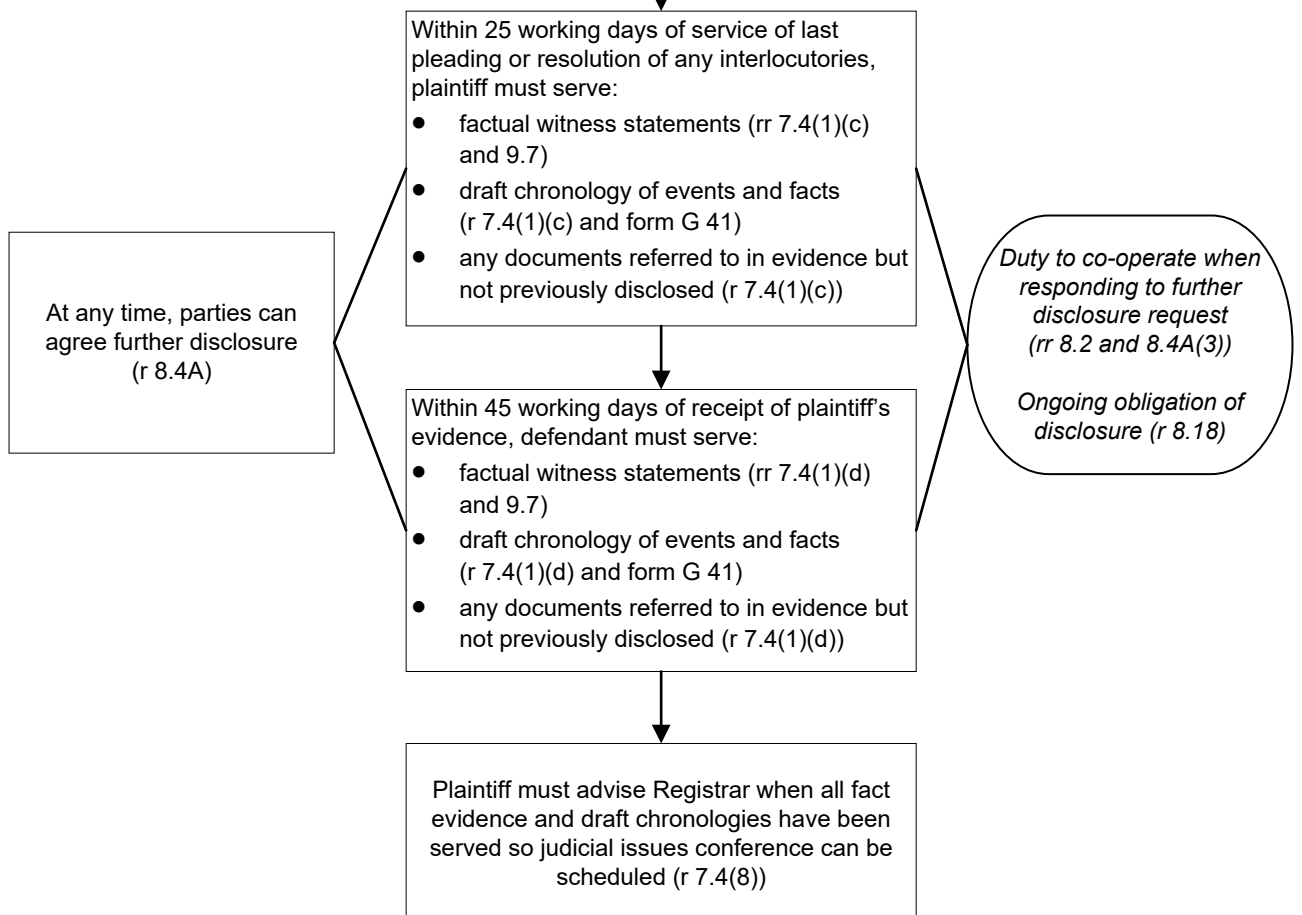 Within 25 working days of service of last
pleading or resolution of any interlocutories,
plaintiff must serve:
● factual witness statements (rr 7.4(1)(c)
and 9.7)
● draft chronology of events and facts
(r 7.4(1)(c) and form G 41)
● any documents referred to in evidence but
not previously disclosed (r 7.4(1)(c))
At any time, parties can
agree further disclosure
(r 8.4A)
Duty to co-operate when
responding to further
disclosure request
(rr 8.2 and 8.4A(3))
Ongoing obligation of
disclosure (r 8.18)
Within 45 working days of receipt of plaintiff’s
evidence, defendant must serve:
● factual witness statements (rr 7.4(1)(d)
and 9.7)
● draft chronology of events and facts
(r 7.4(1)(d) and form G 41)
● any documents referred to in evidence but
not previously disclosed (r 7.4(1)(d))
Plaintiff must advise Registrar when all fact
evidence and draft chronologies have been
served so judicial issues conference can be
scheduled (r 7.4(8))